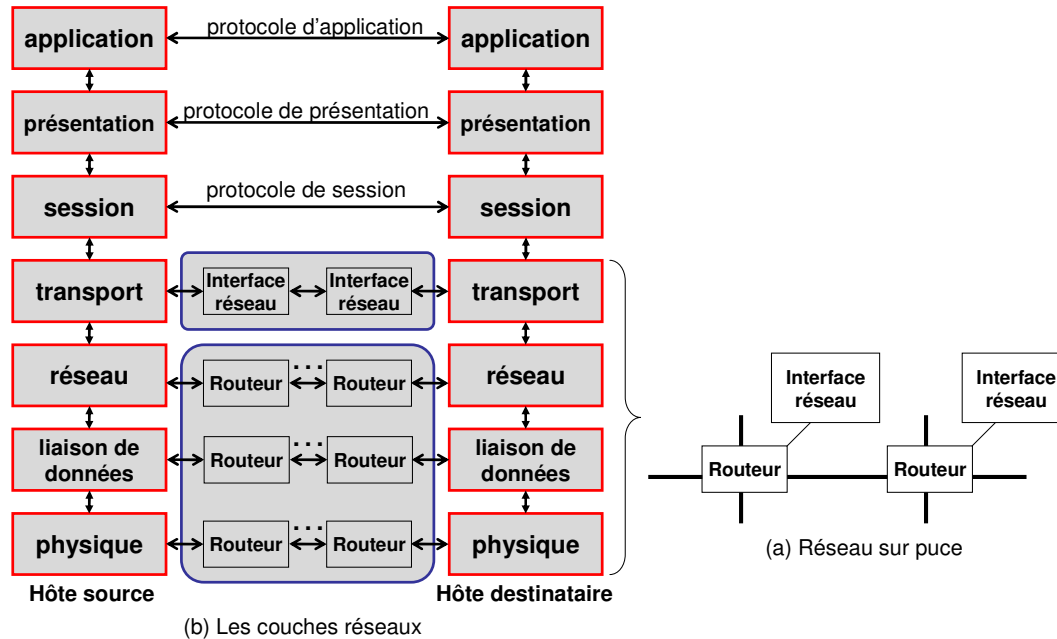 application
protocole d'application
application
présentation
protocole de présentation
présentation
session
protocole de session
session
transport
Interface
réseau
Interface
réseau
transport
réseau
Routeur
...
Routeur
réseau
liaison de
données
Routeur
...
Routeur
liaison de
données
physique
Routeur
...
Routeur
physique
Hôte source
Hôte destinataire
(b) Les couches réseaux
Interface
réseau
Interface
réseau
Routeur
Routeur
(a) Réseau sur puce